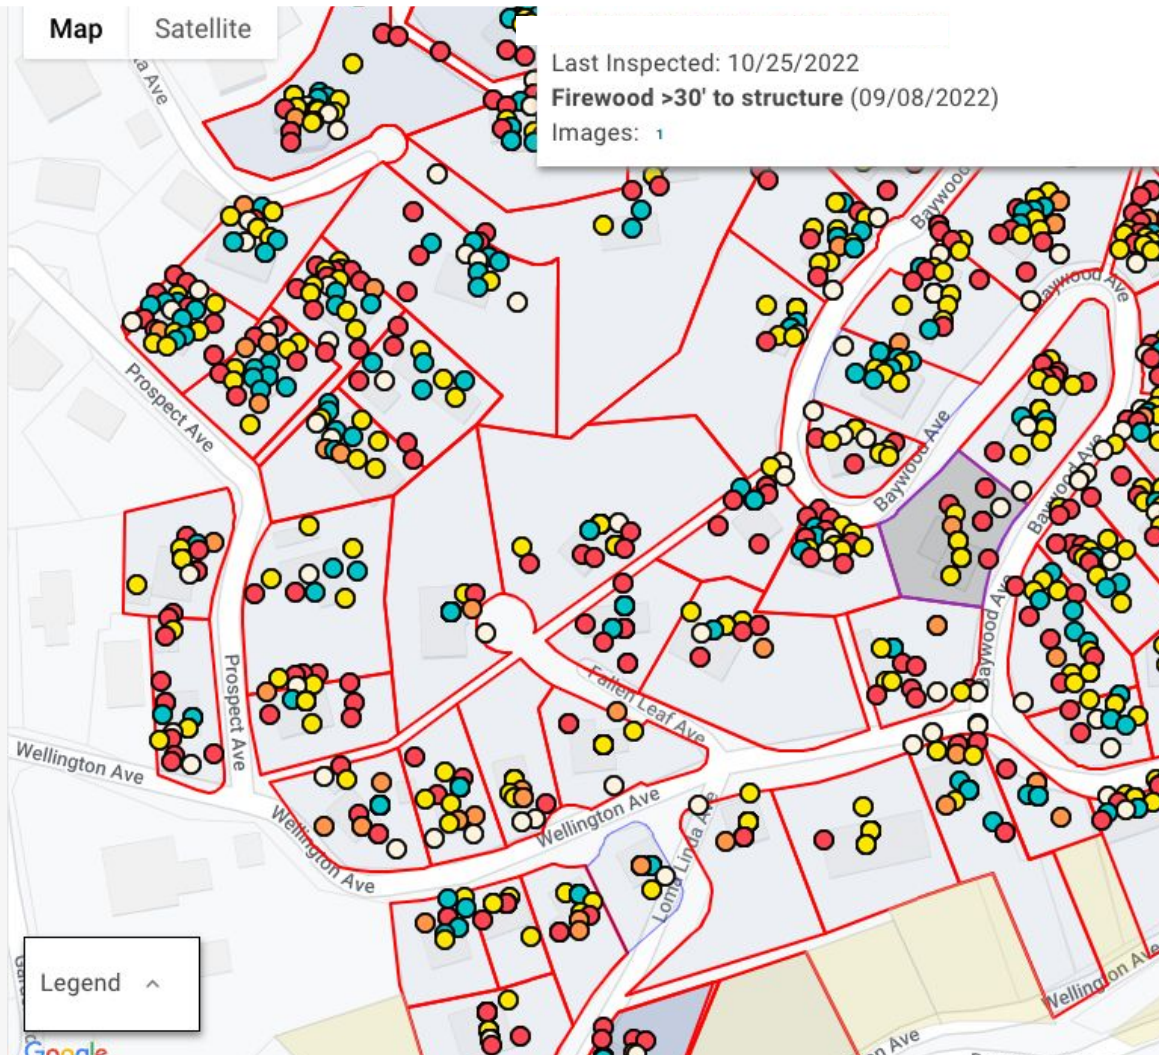 Map
Satellite
Last Inspected: 10/25/2022
Firewood >30' to structure (09/08/2022)
Images: 1
Baywood
Baywood Ave
Prospect Ave
Baywood Ave
Baywood Ave
Baywood Ave
Prospect Ave
Fallen Leaf Ave
Wellington Ave
Wellington Ave
Wellington Ave
Loma Linda Ave
Legend
Wellington Ave
Google